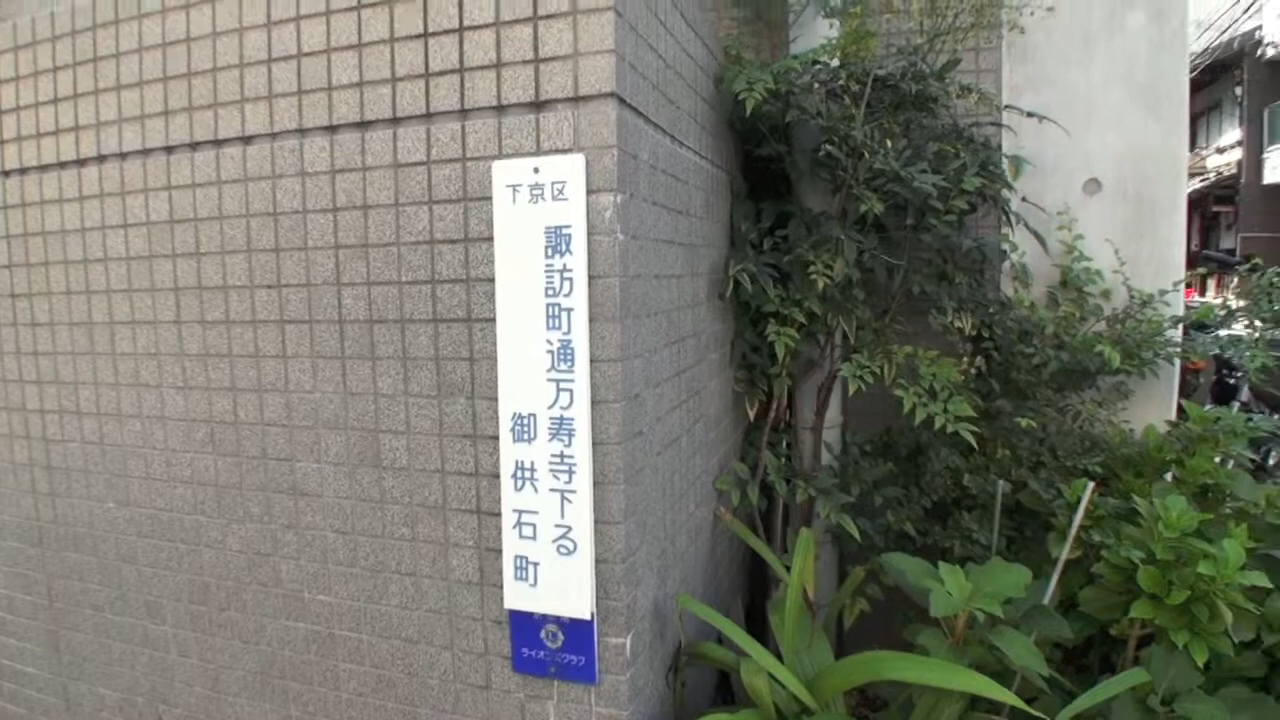 下京区
諏訪町通万寿寺下る
御供石町
ライオンズクラブ